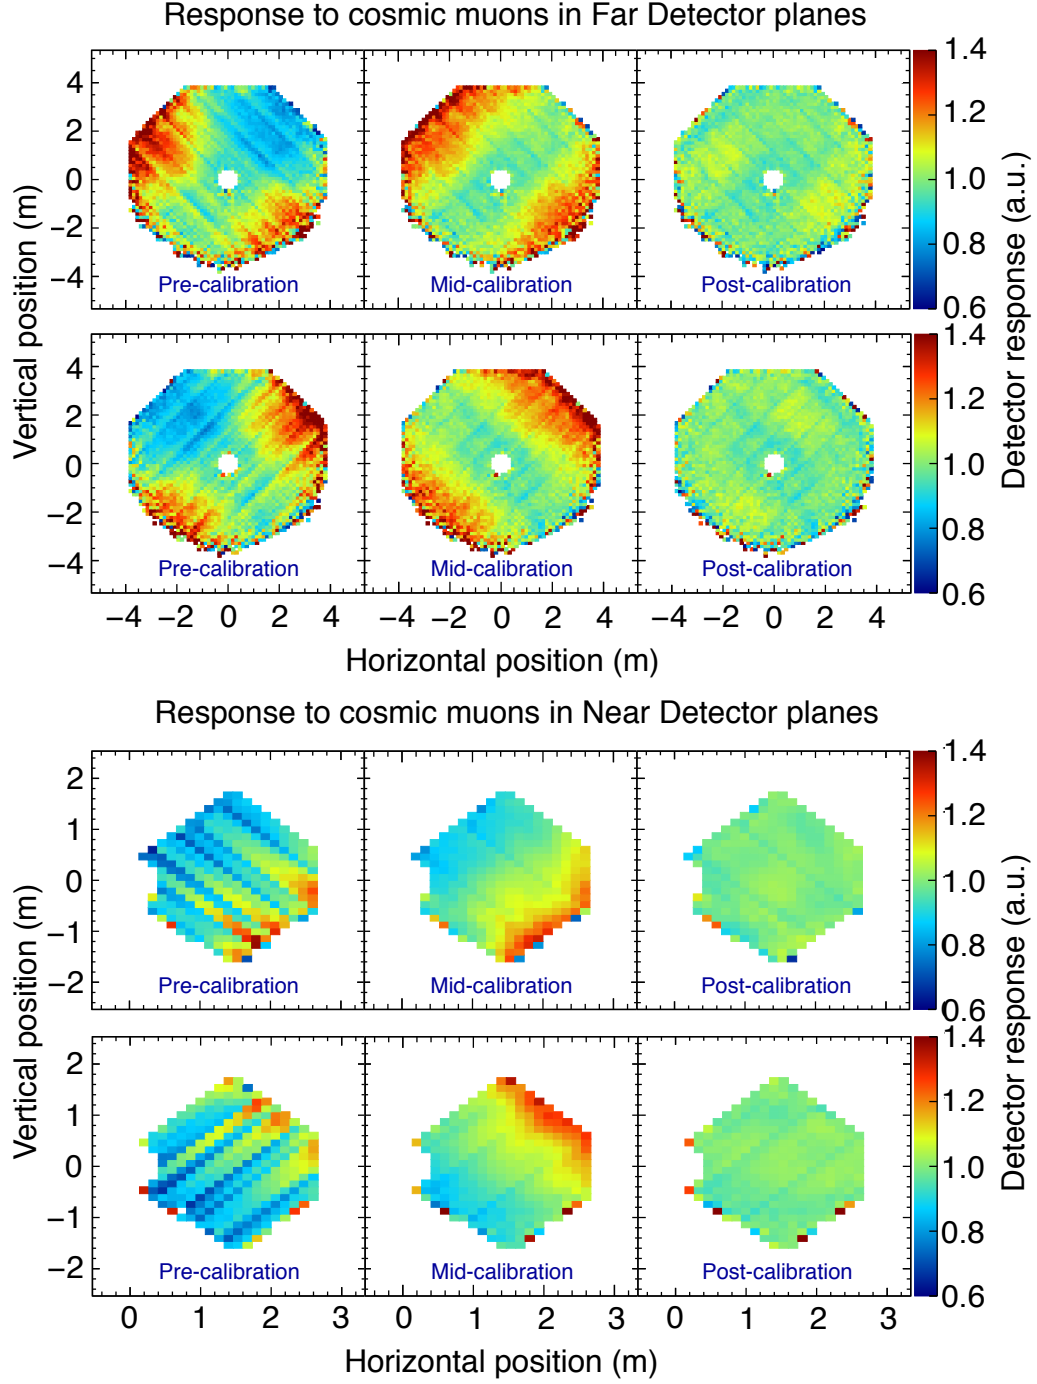 Response to cosmic muons in Far Detector planes
4
2
0
−2
−4
Pre-calibration
Mid-calibration
Post-calibration
1.4
1.2
1.0
0.8
0.6
Vertical position (m)
Detector response (a.u.)
4
2
0
−2
−4
Pre-calibration
Mid-calibration
Post-calibration
1.4
1.2
1.0
0.8
0.6
−4 −2 0 2 4
−4 −2 0 2 4
−4 −2 0 2 4
Horizontal position (m)
Response to cosmic muons in Near Detector planes
2
1
0
−1
−2
Pre-calibration
Mid-calibration
Post-calibration
1.4
1.2
1.0
0.8
0.6
Vertical position (m)
Detector response (a.u.)
2
1
0
−1
−2
Pre-calibration
Mid-calibration
Post-calibration
1.4
1.2
1.0
0.8
0.6
0 1 2 3
0 1 2 3
0 1 2 3
Horizontal position (m)